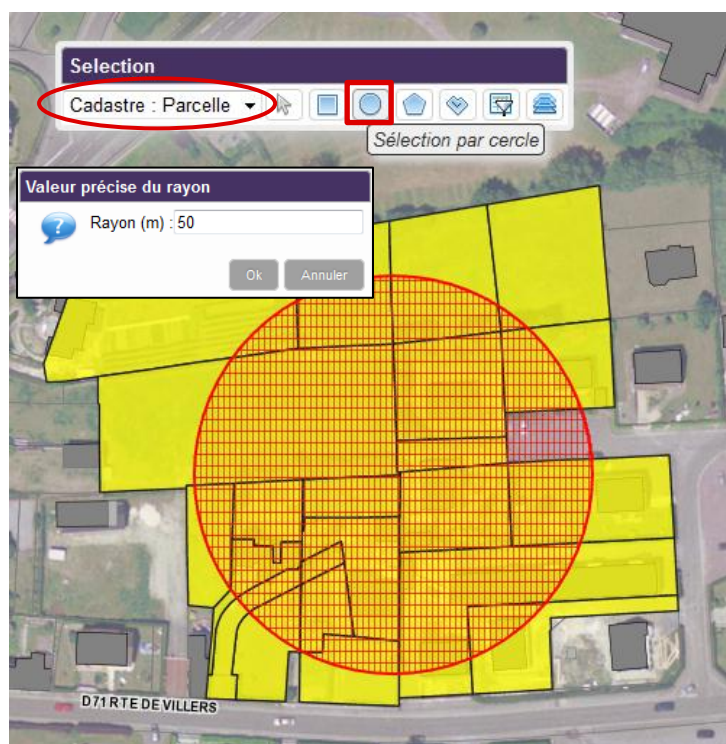 Selection
Cadastre : Parcelle
Sélection par cercle
Valeur précise du rayon
Rayon (m) : 50
Ok Annuler
D71 RTE DE VILLERS